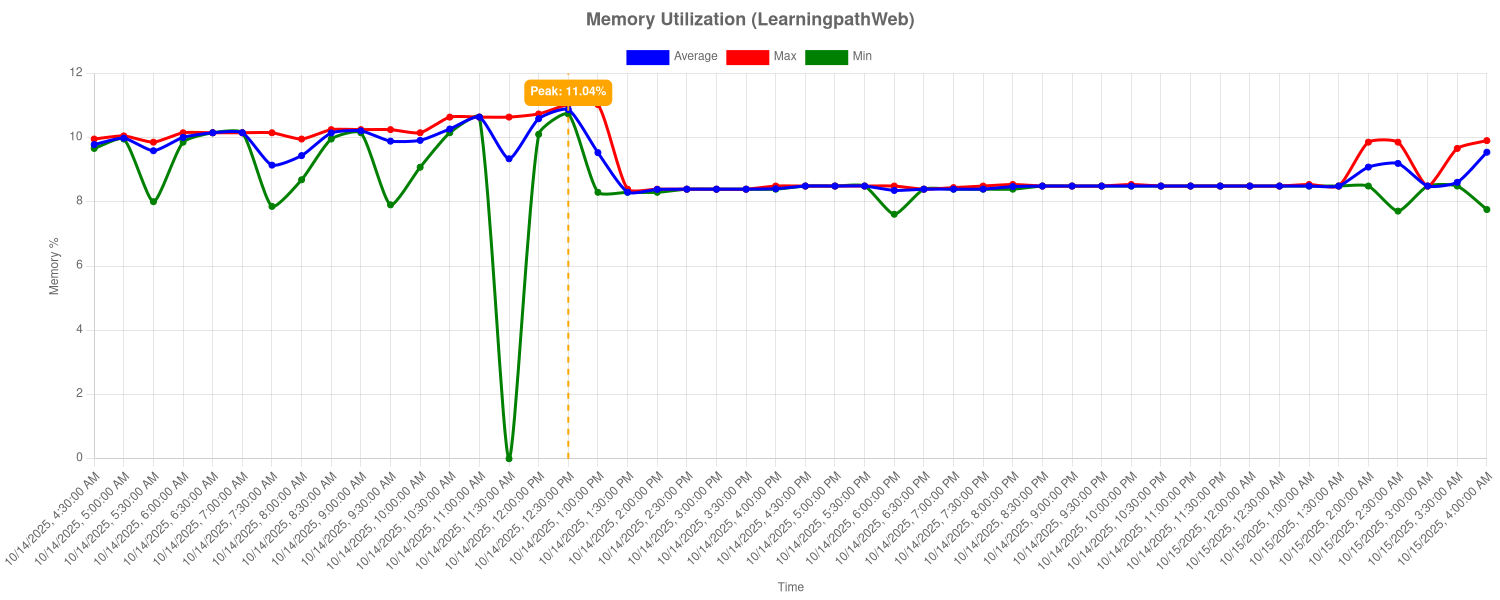 Memory Utilization (LearningpathWeb)
Average Max Min
Peak: 11.04%
12
10
8
6
4
2
0
Memory %
10/14/2025, 4:30:00 AM
10/14/2025, 5:00:00 AM
10/14/2025, 5:30:00 AM
10/14/2025, 6:00:00 AM
10/14/2025, 6:30:00 AM
10/14/2025, 7:00:00 AM
10/14/2025, 7:30:00 AM
10/14/2025, 8:00:00 AM
10/14/2025, 8:30:00 AM
10/14/2025, 9:00:00 AM
10/14/2025, 9:30:00 AM
10/14/2025, 10:00:00 AM
10/14/2025, 10:30:00 AM
10/14/2025, 11:00:00 AM
10/14/2025, 11:30:00 AM
10/14/2025, 12:00:00 PM
10/14/2025, 12:30:00 PM
10/14/2025, 1:00:00 PM
10/14/2025, 1:30:00 PM
10/14/2025, 2:00:00 PM
10/14/2025, 2:30:00 PM
10/14/2025, 3:00:00 PM
10/14/2025, 3:30:00 PM
10/14/2025, 4:00:00 PM
10/14/2025, 4:30:00 PM
10/14/2025, 5:00:00 PM
10/14/2025, 5:30:00 PM
10/14/2025, 6:00:00 PM
10/14/2025, 6:30:00 PM
10/14/2025, 7:00:00 PM
10/14/2025, 7:30:00 PM
10/14/2025, 8:00:00 PM
10/14/2025, 8:30:00 PM
10/14/2025, 9:00:00 PM
10/14/2025, 9:30:00 PM
10/14/2025, 10:00:00 PM
10/14/2025, 10:30:00 PM
10/14/2025, 11:00:00 PM
10/14/2025, 11:30:00 PM
10/15/2025, 12:00:00 AM
10/15/2025, 12:30:00 AM
10/15/2025, 1:00:00 AM
10/15/2025, 1:30:00 AM
10/15/2025, 2:00:00 AM
10/15/2025, 2:30:00 AM
10/15/2025, 3:00:00 AM
10/15/2025, 3:30:00 AM
10/15/2025, 4:00:00 AM
Time